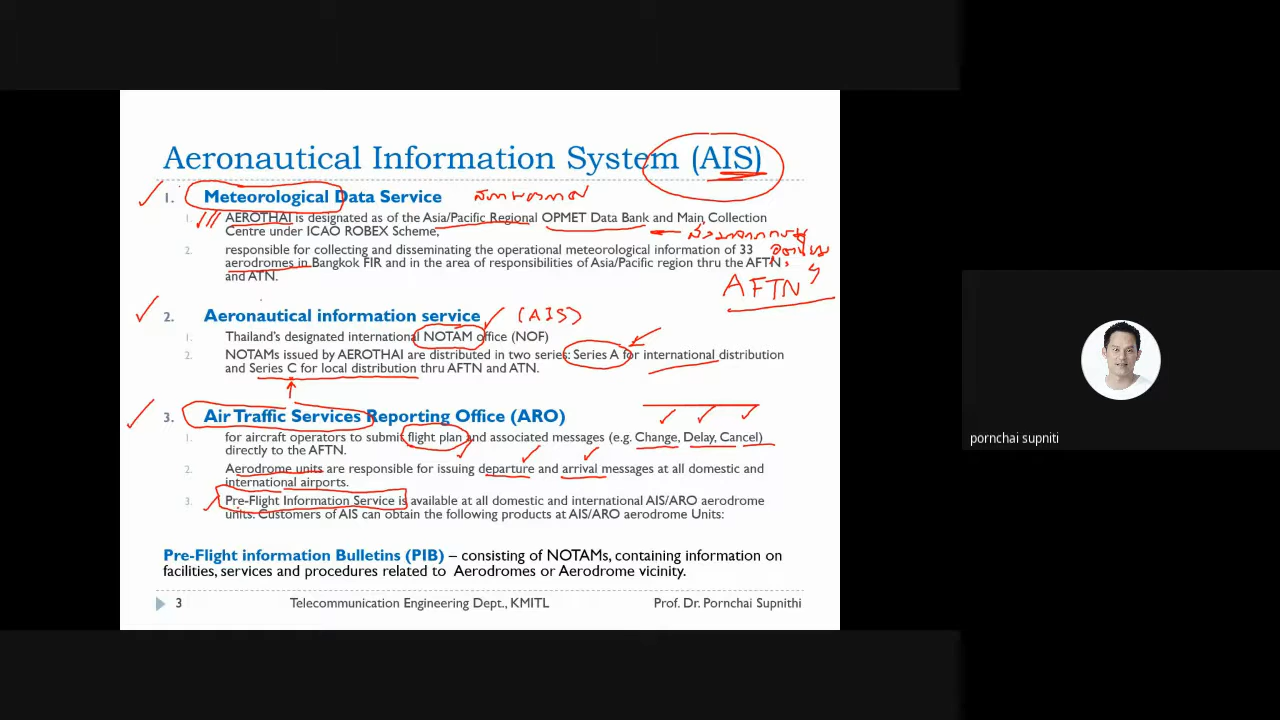 Aeronautical Information System (AIS)
1. Meteorological Data Service
1. AEROTHAI is designated as of the Asia/Pacific Regional OPMET Data Bank and Main Collection
Centre under ICAO ROBEX Scheme,
2. responsible for collecting and disseminating the operational meteorological information of 33
aerodromes in Bangkok FIR and in the area of responsibilities of Asia/Pacific region thru the AFTN
and ATN.
AFTN
2. Aeronautical information service (AIS)
1. Thailand's designated international NOTAM office (NOF)
2. NOTAMs issued by AEROTHAI are distributed in two series: Series A for international distribution
and Series C for local distribution thru AFTN and ATN.
3. Air Traffic Services Reporting Office (ARO)
1. for aircraft operators to submit flight plan and associated messages (e.g. Change, Delay, Cancel)
directly to the AFTN.
2. Aerodrome units are responsible for issuing departure and arrival messages at all domestic and
international airports.
3. Pre-Flight Information Service is available at all domestic and international AIS/ARO aerodrome
units. Customers of AIS can obtain the following products at AIS/ARO aerodrome Units:
Pre-Flight information Bulletins (PIB) – consisting of NOTAMs, containing information on
facilities, services and procedures related to Aerodromes or Aerodrome vicinity.
3 Telecommunication Engineering Dept., KMITL Prof. Dr. Pornchai Supnithi
pornchai supniti